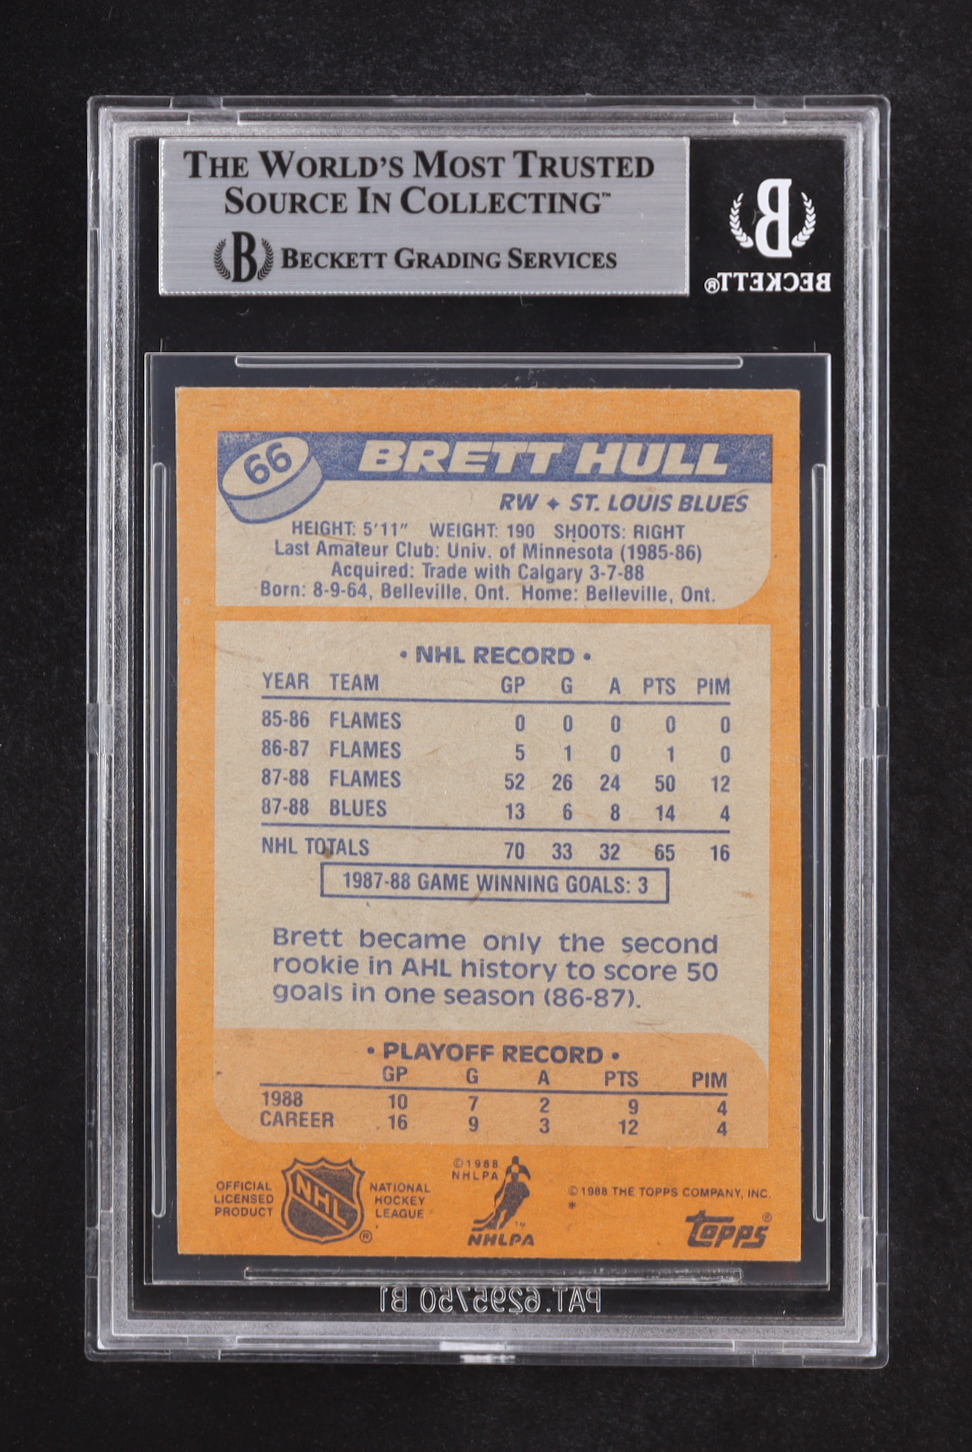 THE WORLD'S MOST TRUSTED
SOURCE IN COLLECTING™
B BECKETT GRADING SERVICES
B
BECKETT®
66 BRETT HULL
RW ✦ ST. LOUIS BLUES
HEIGHT: 5'11" WEIGHT: 190 SHOOTS: RIGHT
Last Amateur Club: Univ. of Minnesota (1985-86)
Acquired: Trade with Calgary 3-7-88
Born: 8-9-64, Belleville, Ont. Home: Belleville, Ont.
• NHL RECORD •
YEAR TEAM GP G A PTS PIM
85-86 FLAMES 0 0 0 0 0
86-87 FLAMES 5 1 0 1 0
87-88 FLAMES 52 26 24 50 12
87-88 BLUES 13 6 8 14 4
NHL TOTALS 70 33 32 65 16
1987-88 GAME WINNING GOALS: 3
Brett became only the second
rookie in AHL history to score 50
goals in one season (86-87).
• PLAYOFF RECORD •
GP G A PTS PIM
1988 10 7 2 9 4
CAREER 16 9 3 12 4
OFFICIAL
LICENSED
PRODUCT
NHL®
NATIONAL
HOCKEY
LEAGUE
©1988
NHLPA
™
NHLPA
©1988 THE TOPPS COMPANY, INC.
*
topps®
PAT.6295750 B1